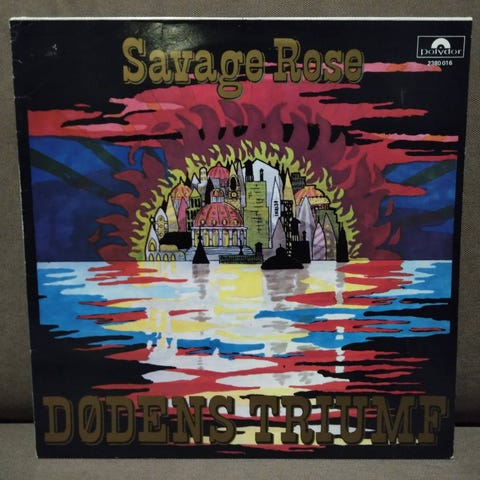 Savage Rose
Polydor
2380 016
DØDENS TRIUMF